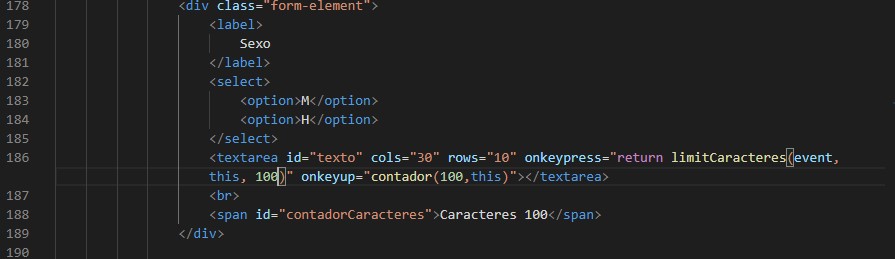 178 <div class="form-element">
179 <label>
180 Sexo
181 </label>
182 <select>
183 <option>M</option>
184 <option>H</option>
185 </select>
186 <textarea id="texto" cols="30" rows="10" onkeypress="return limitCaracteres(event,
this, 100)" onkeyup="contador(100,this)"></textarea>
187 <br>
188 <span id="contadorCaracteres">Caracteres 100</span>
189 </div>
190